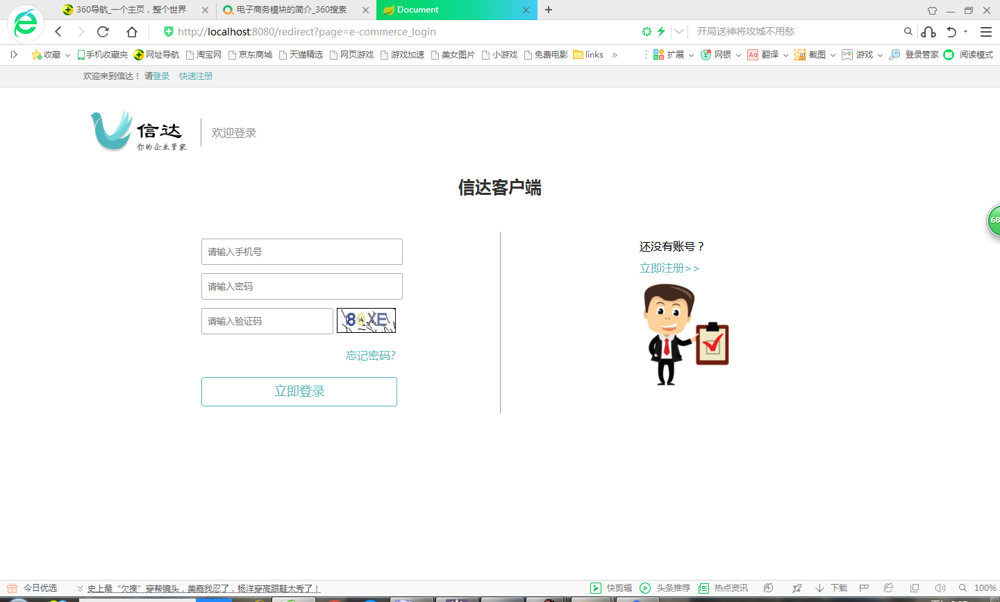 360导航_一个主页，整个世界
电子商务模块的简介_360搜索
Document
http://localhost:8080/redirect?page=e-commerce_login
开局送神将攻城不用愁
收藏 手机收藏夹 网址导航 淘宝网 京东商城 天猫精选 网页游戏 游戏加速 美女图片 小游戏 免费电影 links » 扩展 网银 Aa 翻译 截图 游戏 登录管家 阅读模式
欢迎来到信达！ 请登录 快速注册
信达
你的企业管家
欢迎登录
信达客户端
68
请输入手机号
请输入密码
请输入验证码
忘记密码?
立即登录
还没有账号？
立即注册>>
今日优选 史上最“欠揍”穿帮镜头，美嘉我忍了，杨洋穿高跟鞋太秀了！ 快剪辑 头条推荐 热点资讯 下载 100%